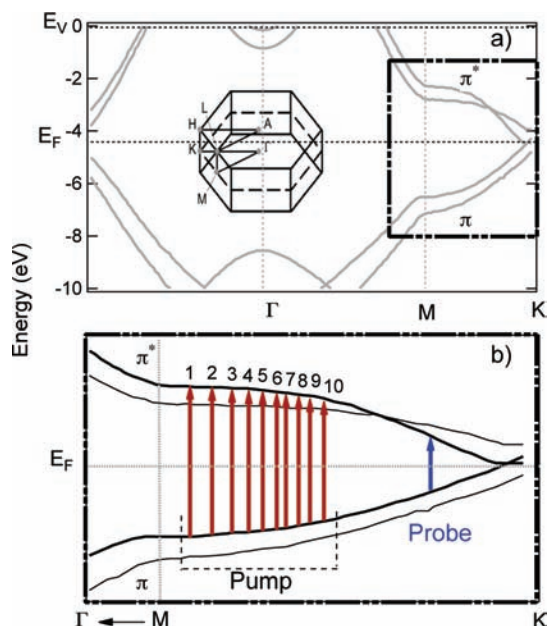 E_V 0
a)
-2
π*
L
H
A
E_F
-4
K
Γ
M
-6
π
-8
-10
Energy (eV)
Γ M K
b)
π*
1 2 3 4 5 6 7 8 9 10
E_F
Probe
Pump
π
Γ ← M K